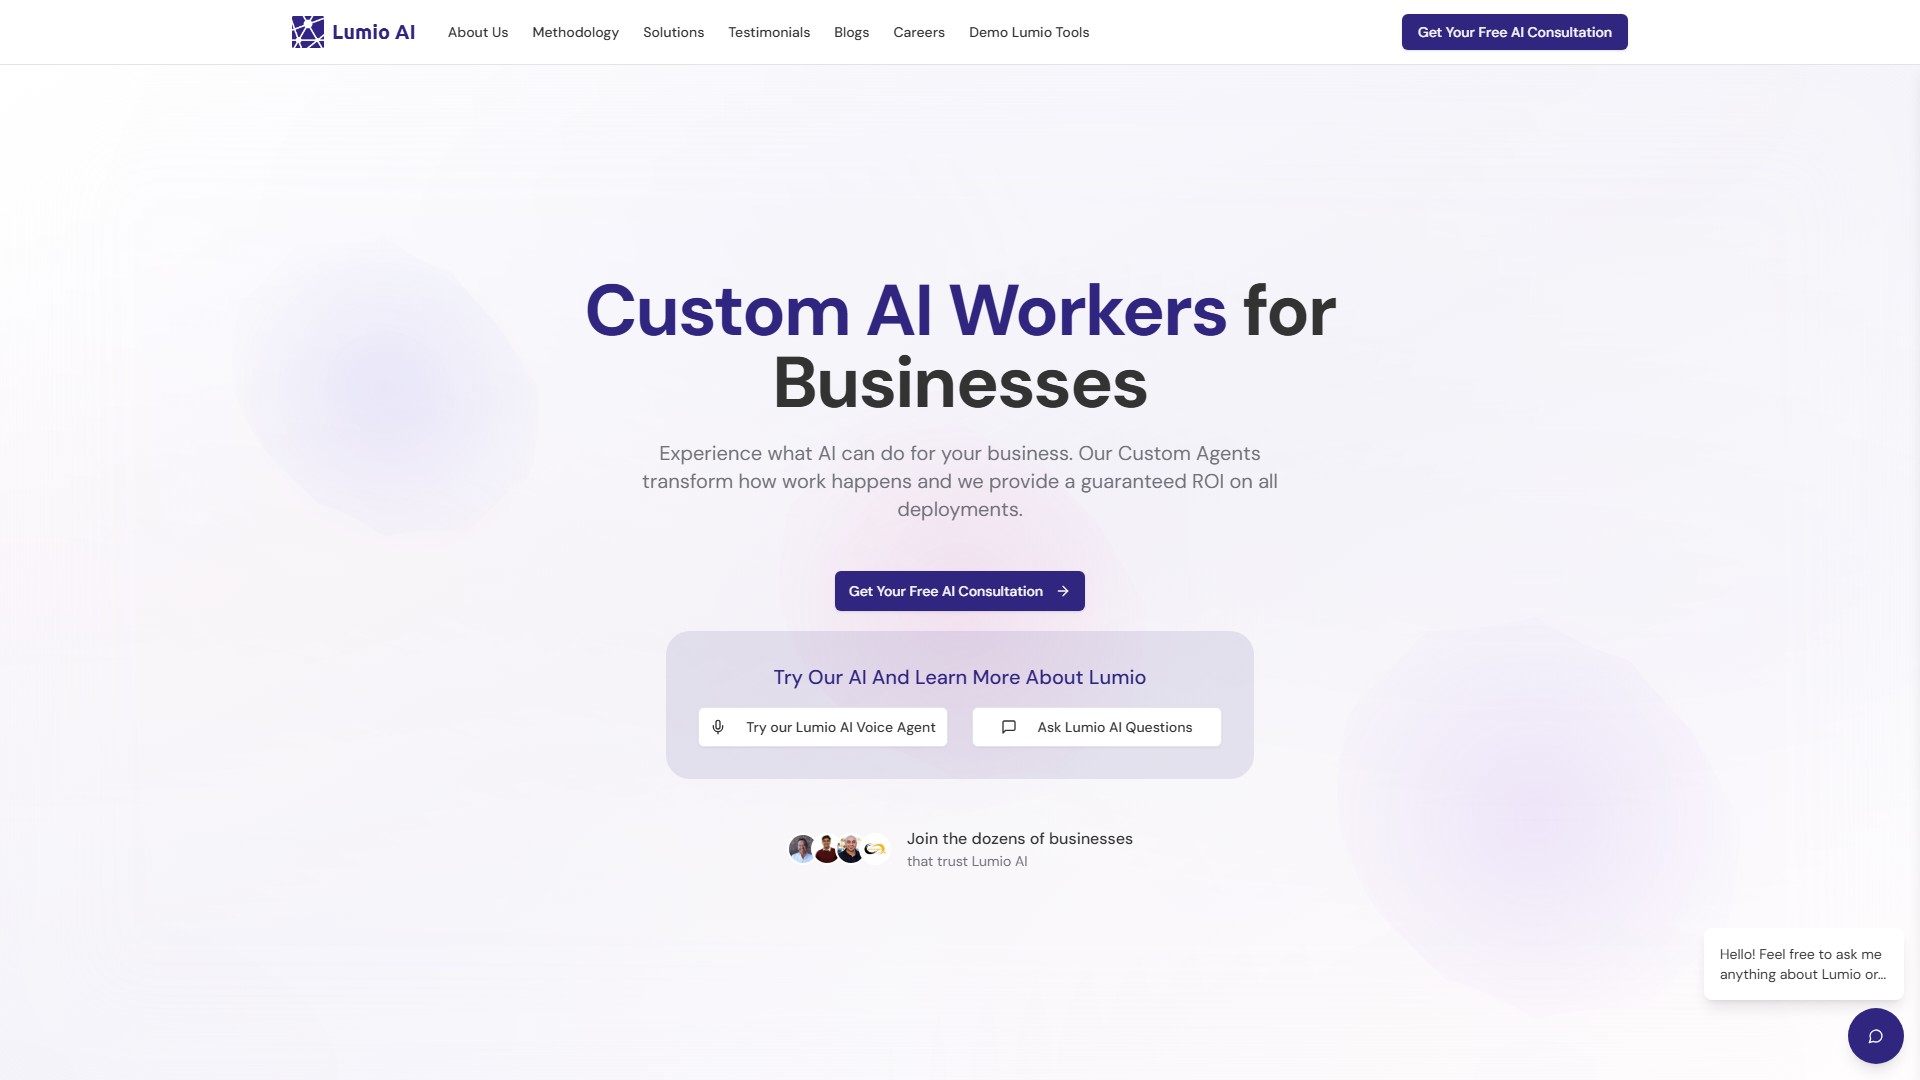 Lumio AI
About Us
Methodology
Solutions
Testimonials
Blogs
Careers
Demo Lumio Tools
Get Your Free AI Consultation
Custom AI Workers for
Businesses
Experience what AI can do for your business. Our Custom Agents
transform how work happens and we provide a guaranteed ROI on all
deployments.
Get Your Free AI Consultation
Try Our AI And Learn More About Lumio
Try our Lumio AI Voice Agent
Ask Lumio AI Questions
Join the dozens of businesses
that trust Lumio AI
Hello! Feel free to ask me
anything about Lumio or...